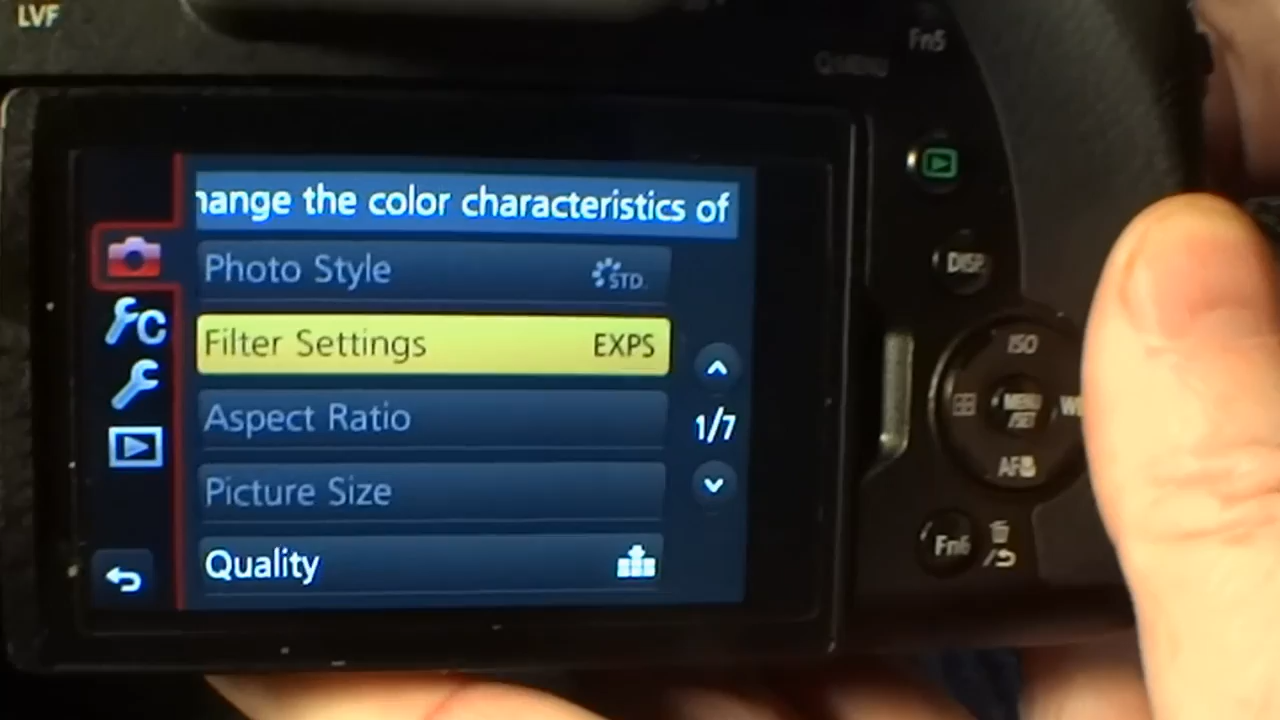 LVF
Fn5
Q.MENU
hange the color characteristics of
Photo Style STD.
Filter Settings EXPS
Aspect Ratio
Picture Size
Quality
1/7
C
DISP.
ISO
MENU
/SET
W
AF
Fn6